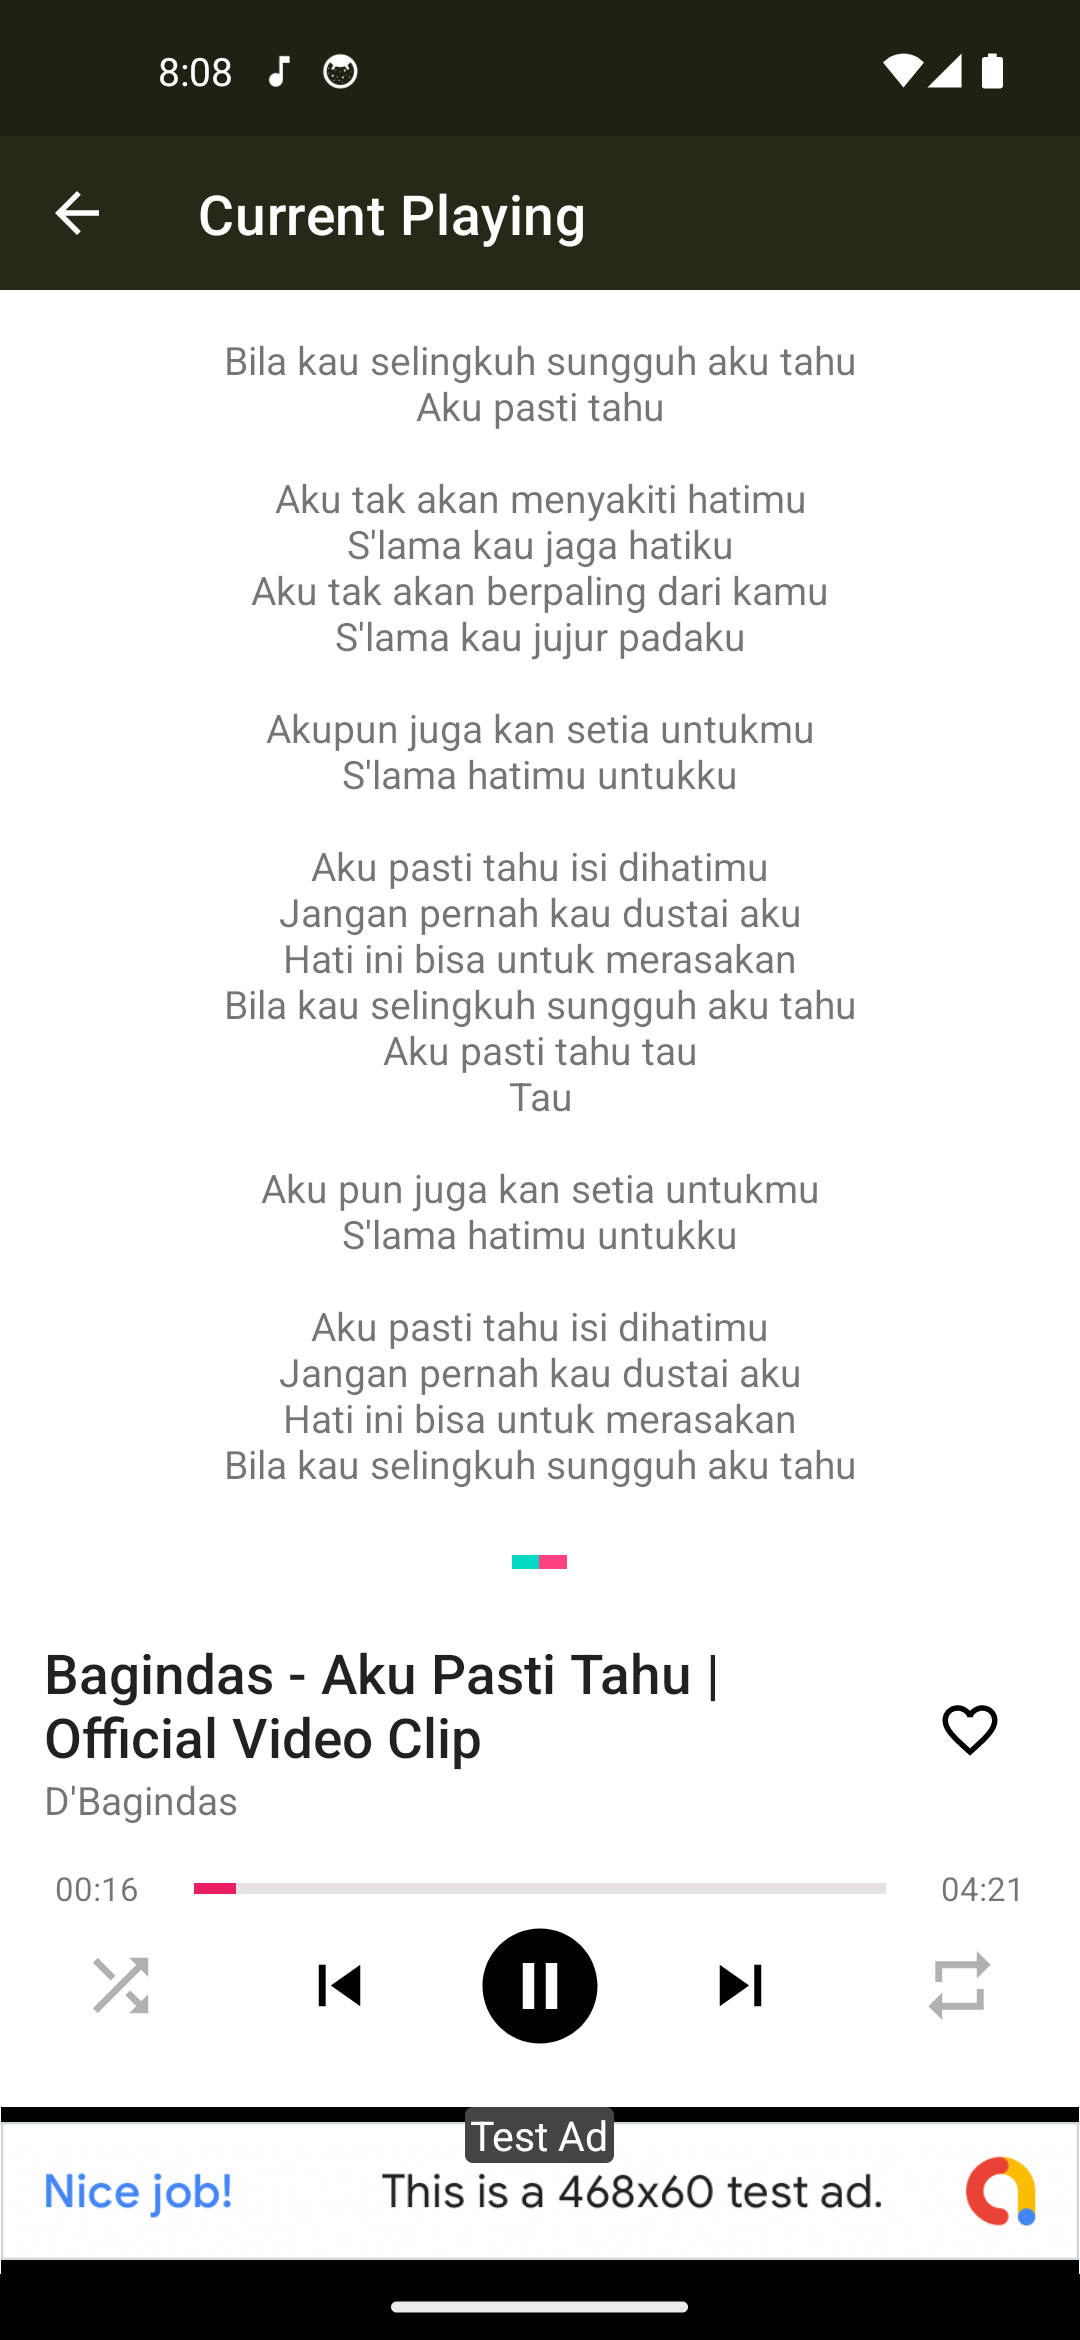 8:08
Current Playing
Bila kau selingkuh sungguh aku tahu
Aku pasti tahu
Aku tak akan menyakiti hatimu
S'lama kau jaga hatiku
Aku tak akan berpaling dari kamu
S'lama kau jujur padaku
Akupun juga kan setia untukmu
S'lama hatimu untukku
Aku pasti tahu isi dihatimu
Jangan pernah kau dustai aku
Hati ini bisa untuk merasakan
Bila kau selingkuh sungguh aku tahu
Aku pasti tahu tau
Tau
Aku pun juga kan setia untukmu
S'lama hatimu untukku
Aku pasti tahu isi dihatimu
Jangan pernah kau dustai aku
Hati ini bisa untuk merasakan
Bila kau selingkuh sungguh aku tahu
Bagindas - Aku Pasti Tahu |
Official Video Clip
D'Bagindas
00:16 04:21
Test Ad
Nice job! This is a 468x60 test ad.